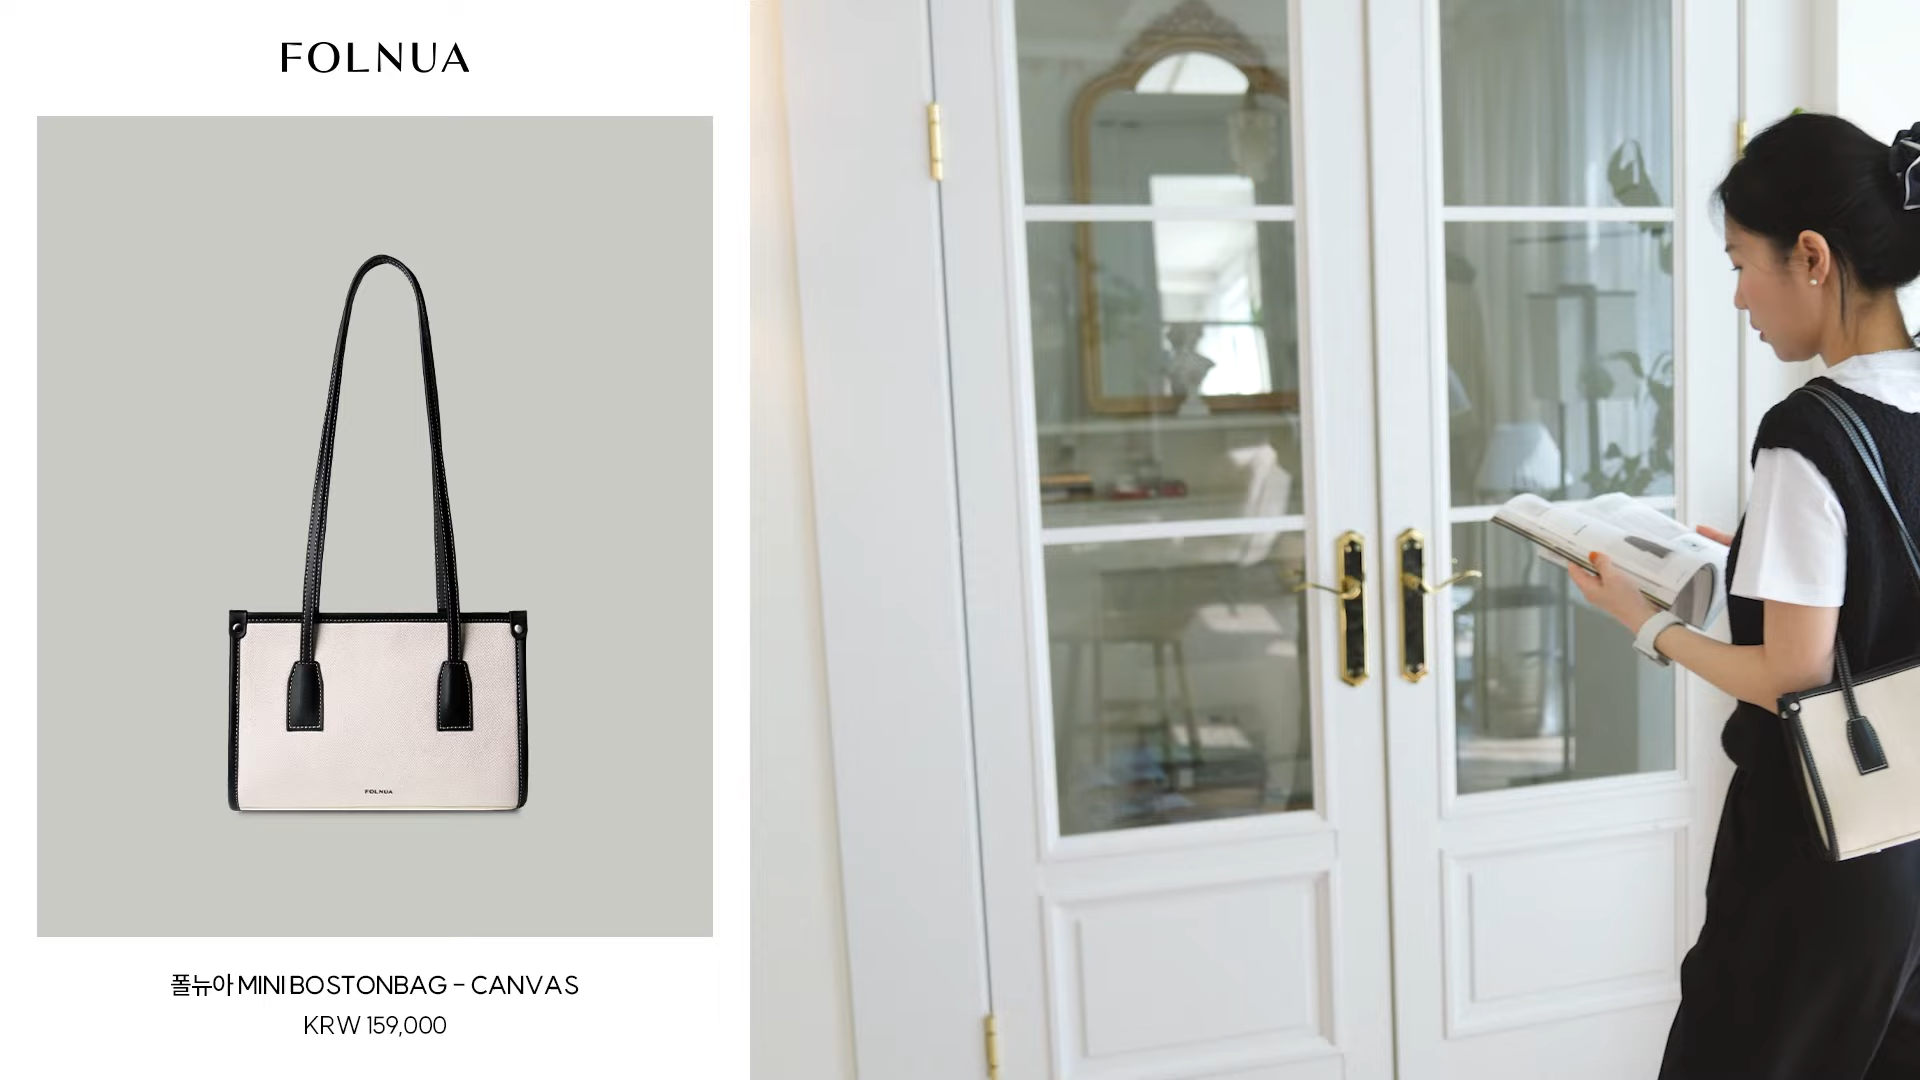 FOLNUA
FOLNUA
폴뉴아 MINI BOSTONBAG - CANVAS
KRW 159,000